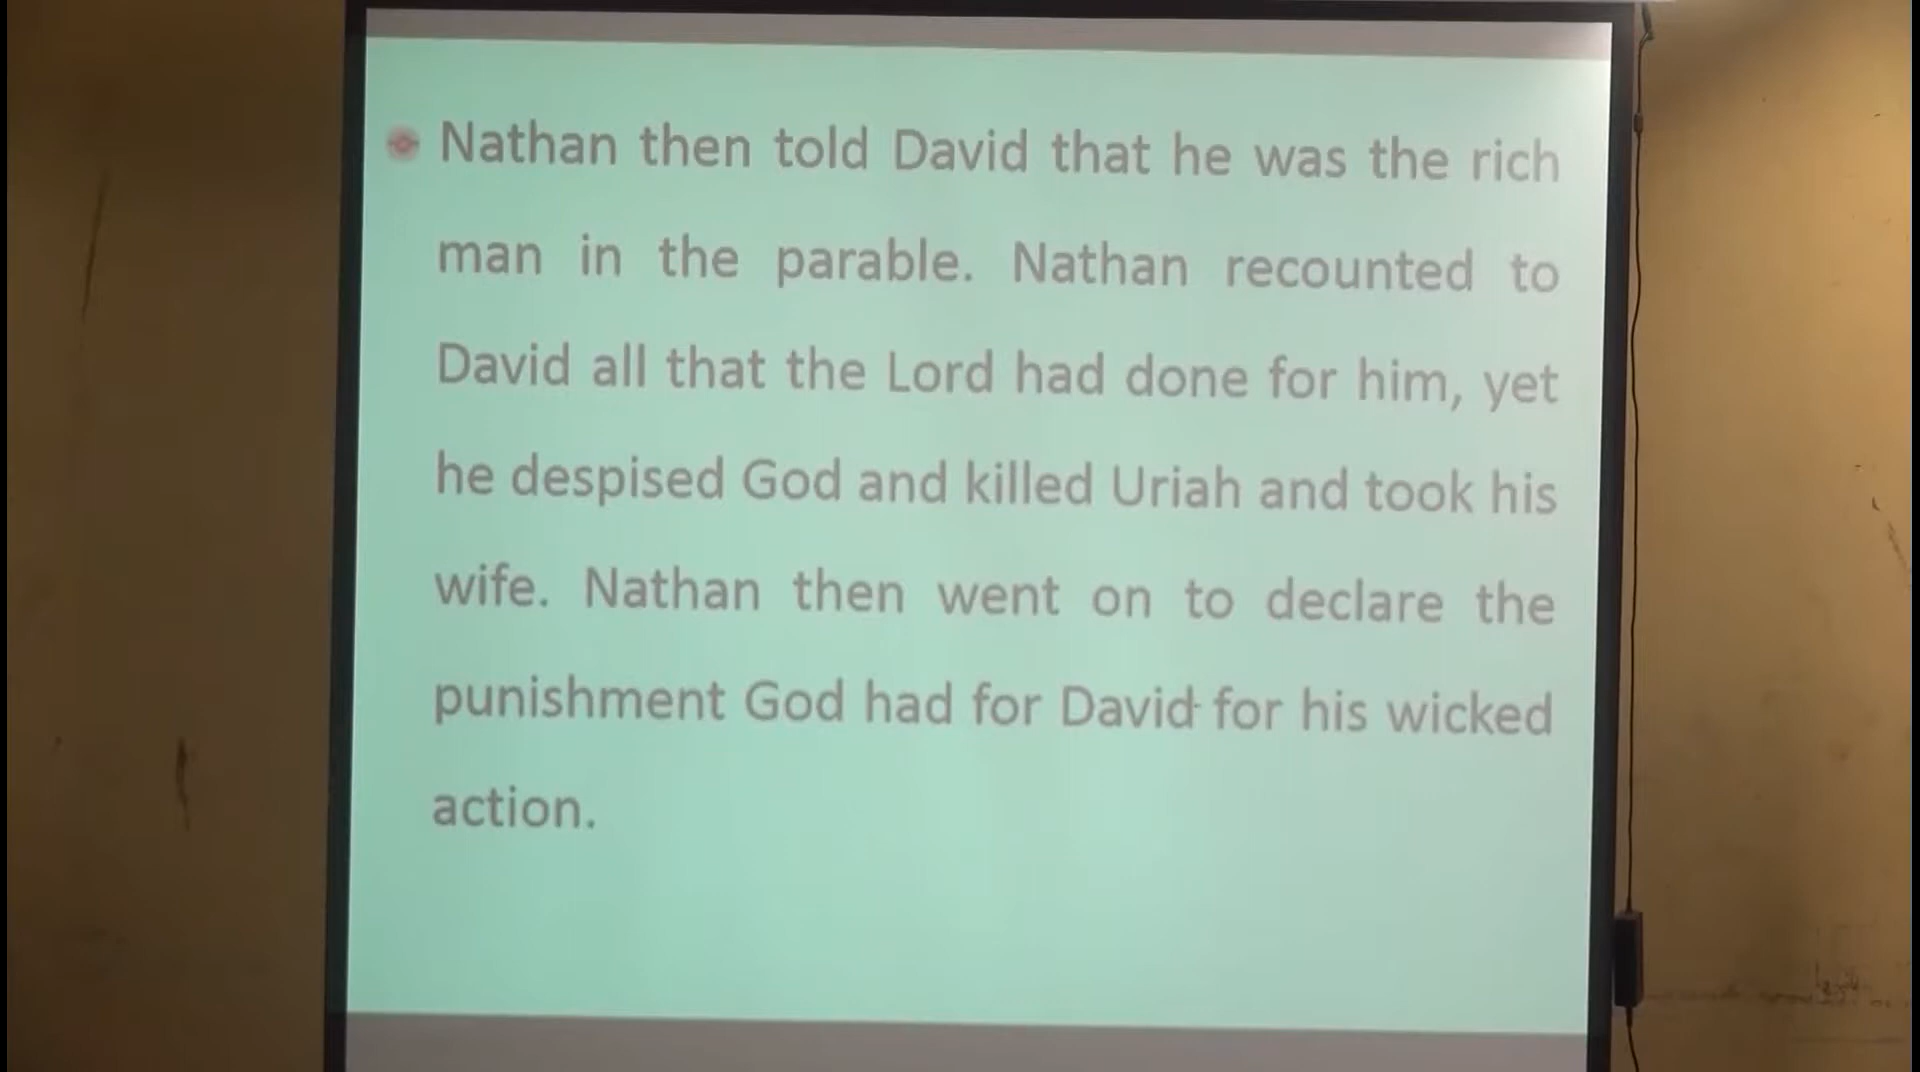 Nathan then told David that he was the rich
man in the parable. Nathan recounted to
David all that the Lord had done for him, yet
he despised God and killed Uriah and took his
wife. Nathan then went on to declare the
punishment God had for David for his wicked
action.